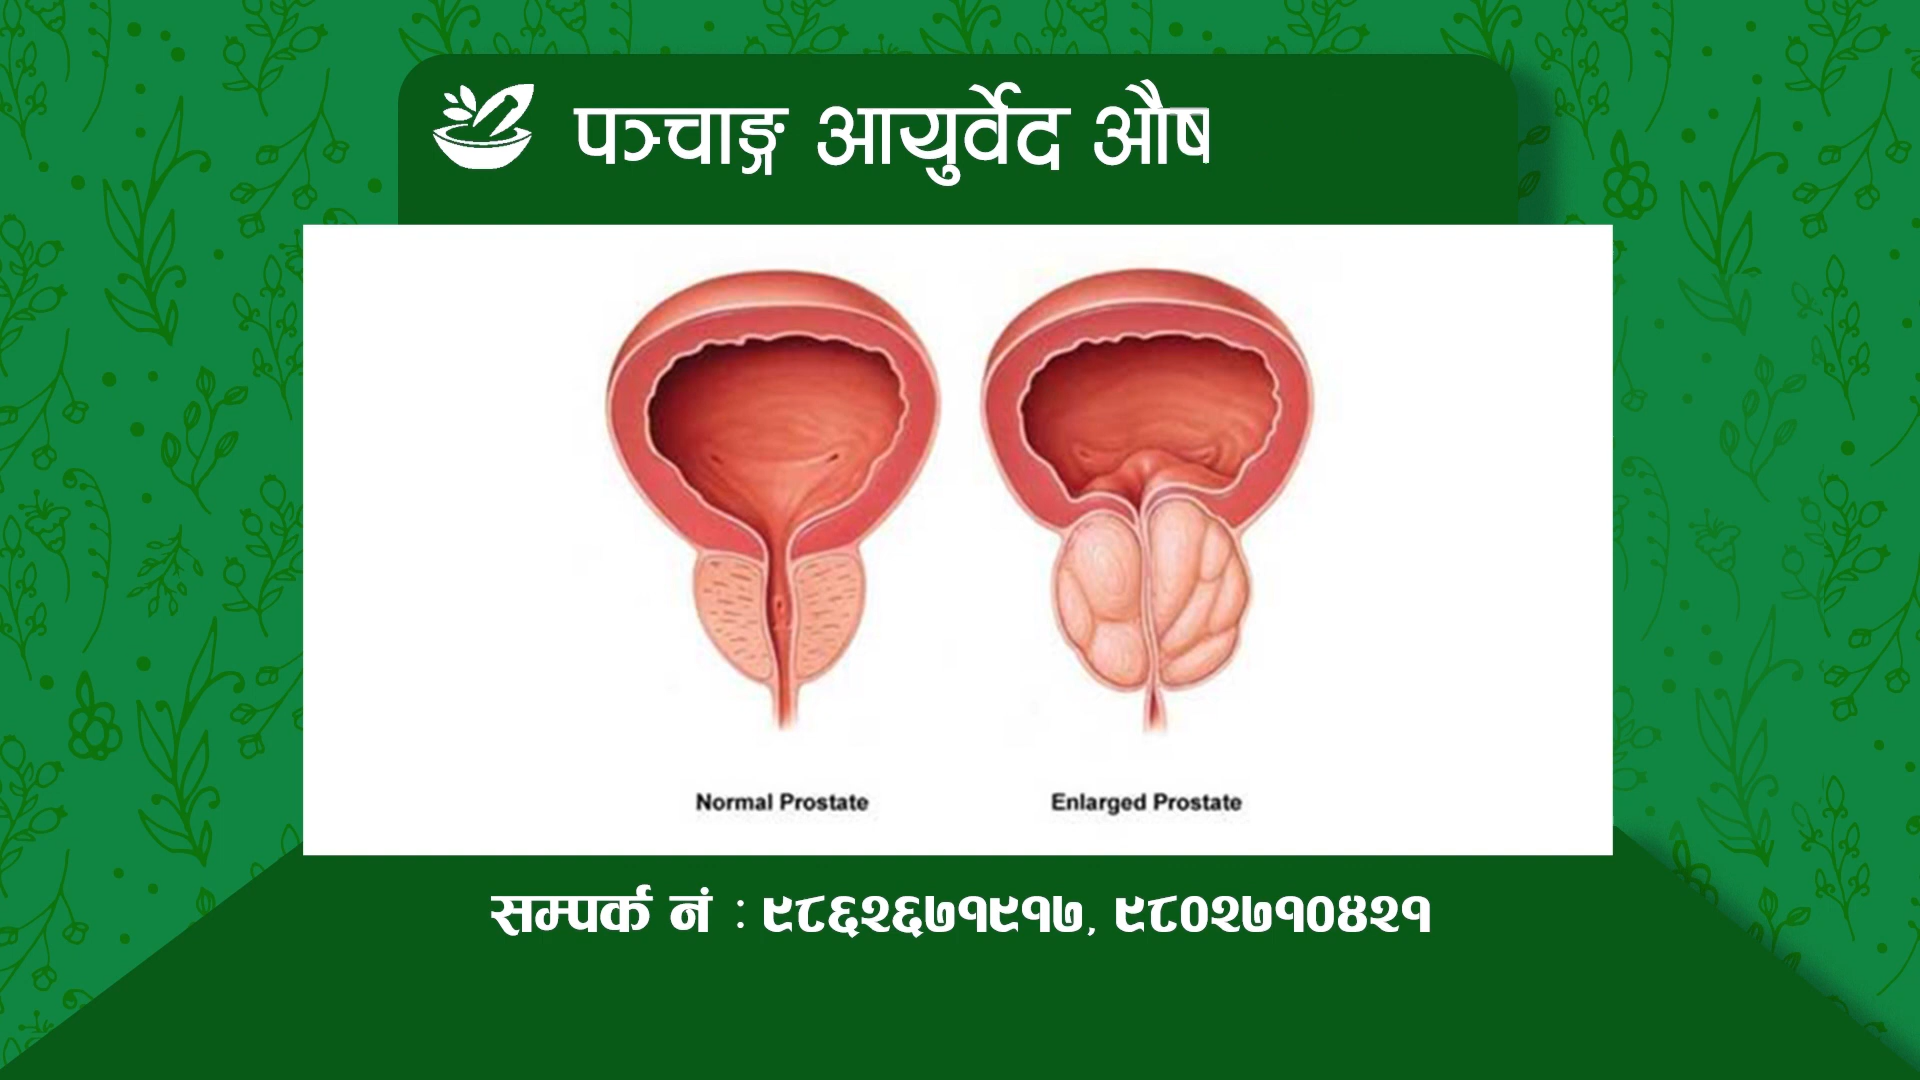 पञ्चाङ्ग आयुर्वेद औष
Normal Prostate
Enlarged Prostate
सम्पर्क नं : ९८६२६७१९१७, ९८०२७१०४२१